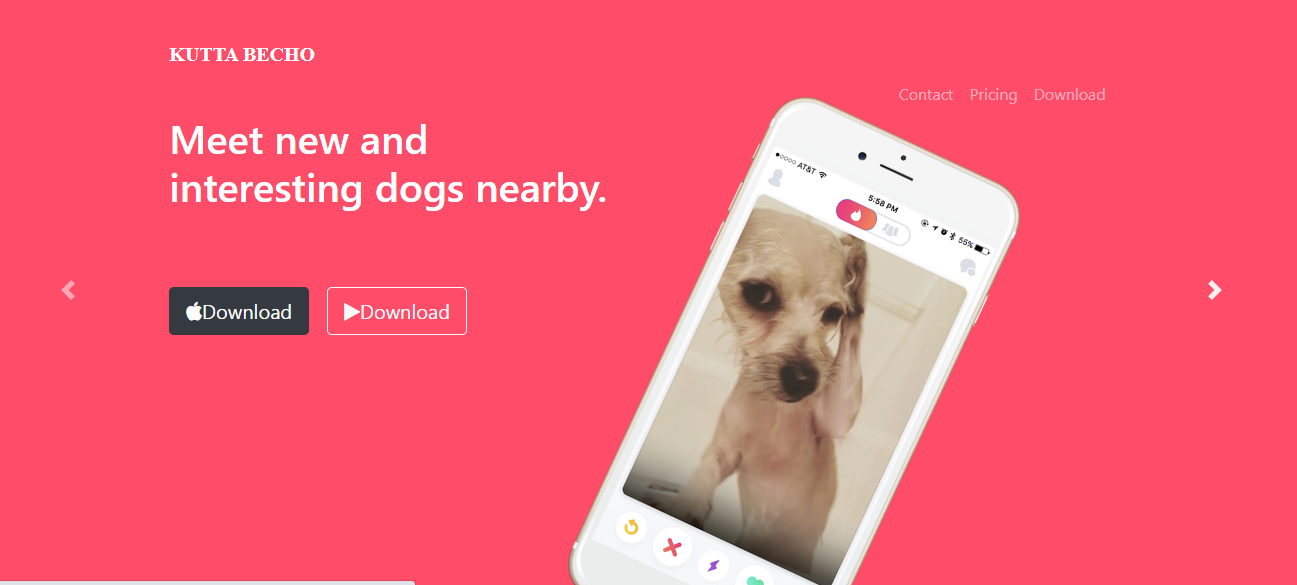 KUTTA BECHO
Contact Pricing Download
Meet new and
interesting dogs nearby.
Download Download
AT&T 5:58 PM 55%